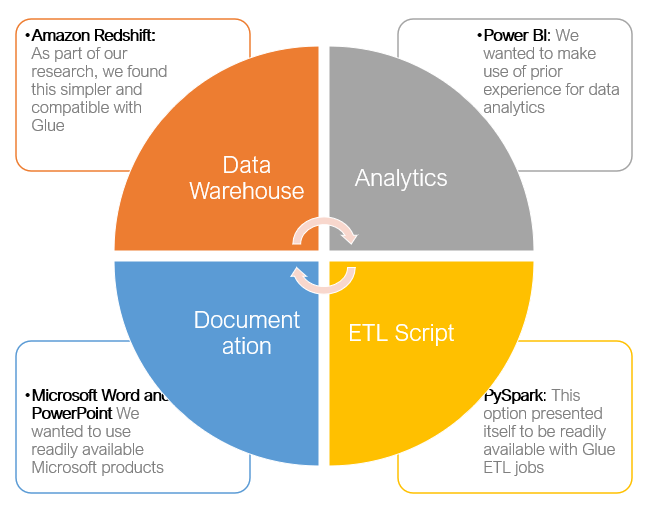 •Amazon Redshift:
As part of our
research, we found
this simpler and
compatible with
Glue
•Power BI: We
wanted to make
use of prior
experience for data
analytics
Data
Warehouse
Analytics
Document
ation
ETL Script
•Microsoft Word and
PowerPoint We
wanted to use
readily available
Microsoft products
PySpark: This
option presented
itself to be readily
available with Glue
ETL jobs